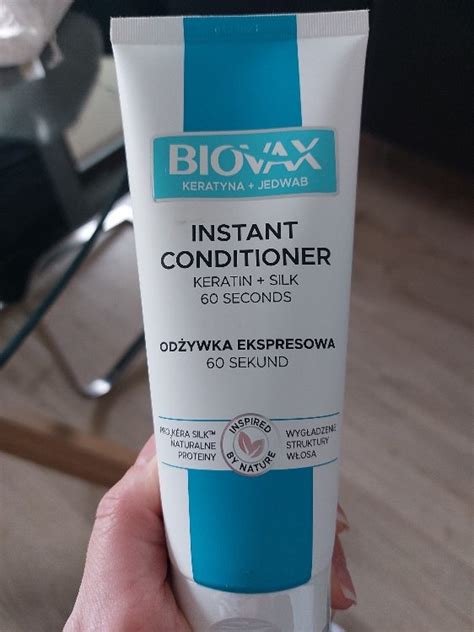 BIOVAX
KERATYNA + JEDWAB
INSTANT
CONDITIONER
KERATIN + SILK
60 SECONDS
ODŻYWKA EKSPRESOWA
60 SEKUND
PRO KERA SILK™
NATURALNE
PROTEINY
INSPIRED
BY NATURE
WYGŁADZENIE
STRUKTURY
WŁOSA